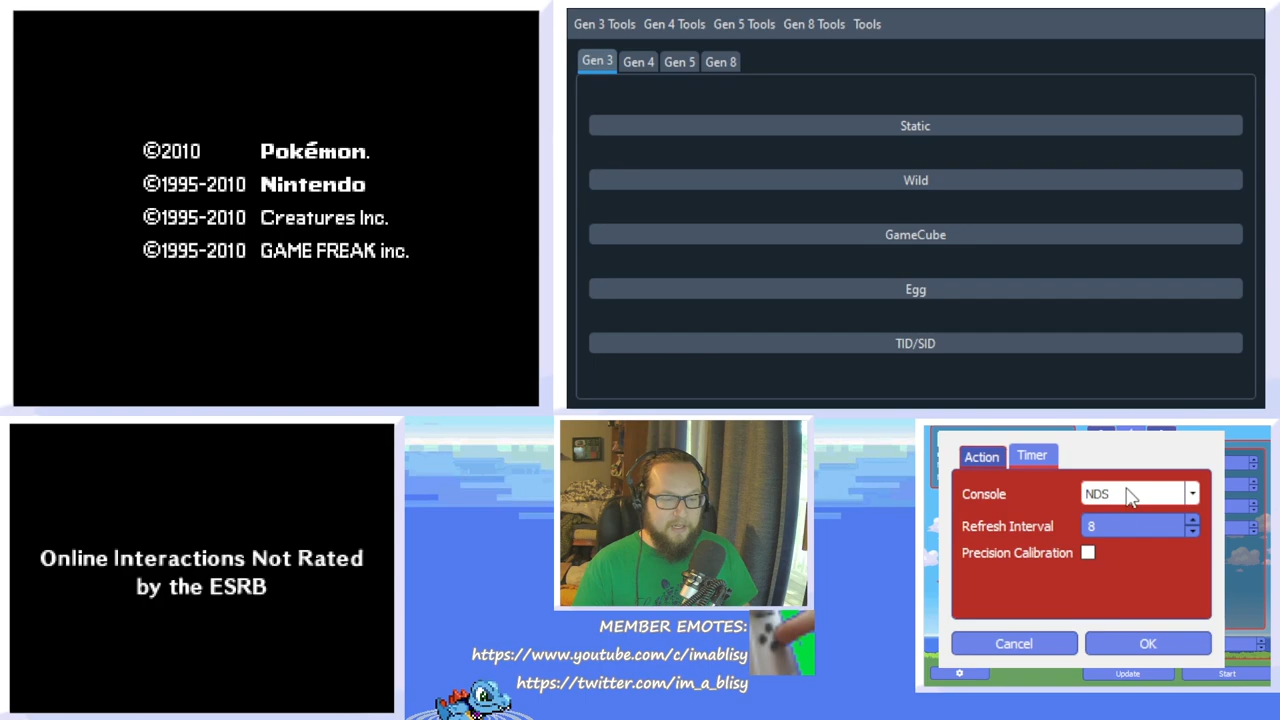 ©2010 Pokémon.
©1995-2010 Nintendo
©1995-2010 Creatures Inc.
©1995-2010 GAME FREAK inc.
Gen 3 Tools Gen 4 Tools Gen 5 Tools Gen 8 Tools Tools
Gen 3 Gen 4 Gen 5 Gen 8
Static
Wild
GameCube
Egg
TID/SID
Online Interactions Not Rated
by the ESRB
MEMBER EMOTES:
https://www.youtube.com/c/imablisy
https://twitter.com/im_a_blisy
Action Timer
Console NDS
Refresh Interval 8
Precision Calibration
Cancel OK
Update Start